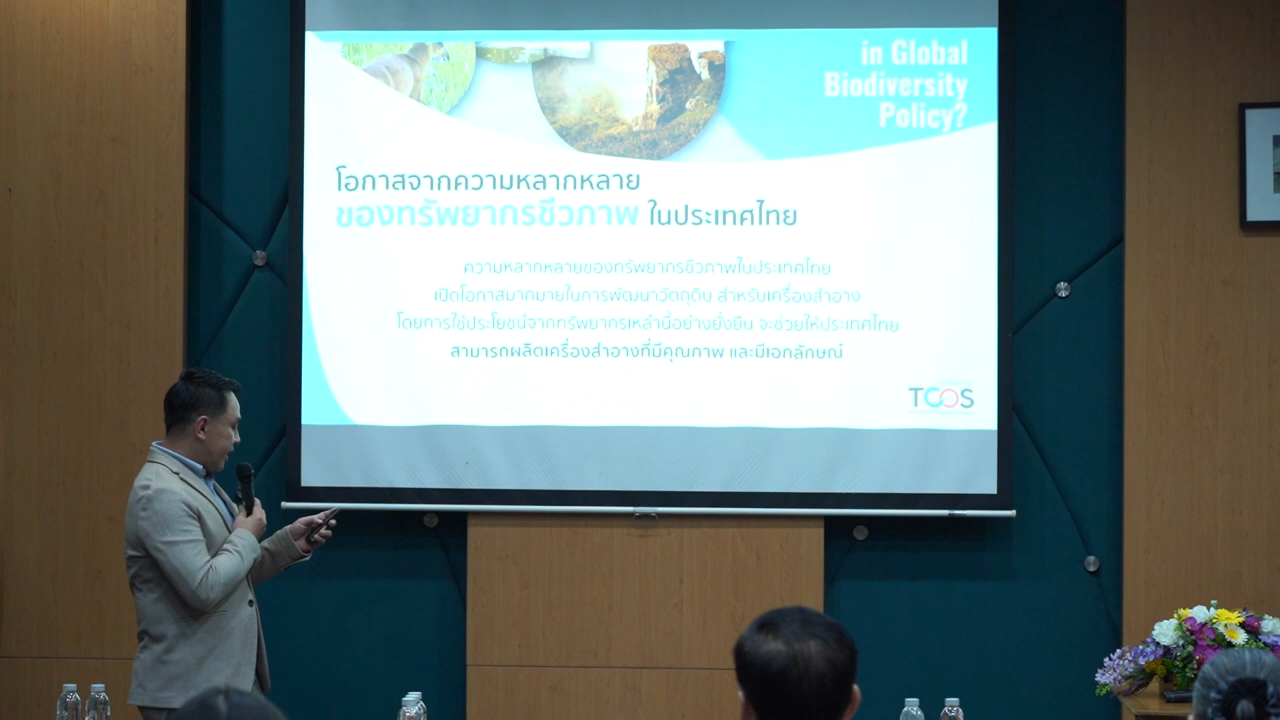 in Global
Biodiversity
Policy?
โอกาสจากความหลากหลาย
ของทรัพยากรชีวภาพ ในประเทศไทย
ความหลากหลายของทรัพยากรชีวภาพในประเทศไทย
เปิดโอกาสมากมายในการพัฒนาวัตถุดิบ สำหรับเครื่องสำอาง
โดยการใช้ประโยชน์จากทรัพยากรเหล่านี้อย่างยั่งยืน จะช่วยให้ประเทศไทย
สามารถผลิตเครื่องสำอางที่มีคุณภาพ และมีเอกลักษณ์
TCOS